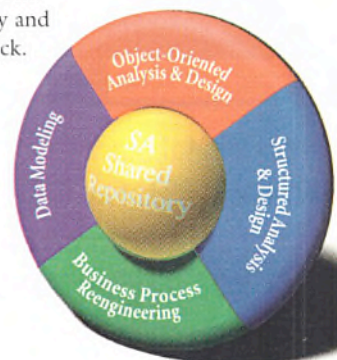 y and
ck.
Object-Oriented
Analysis & Design
Data Modeling
SA
Shared
Repository
Structured Analysis
& Design
Business Process
Reengineering